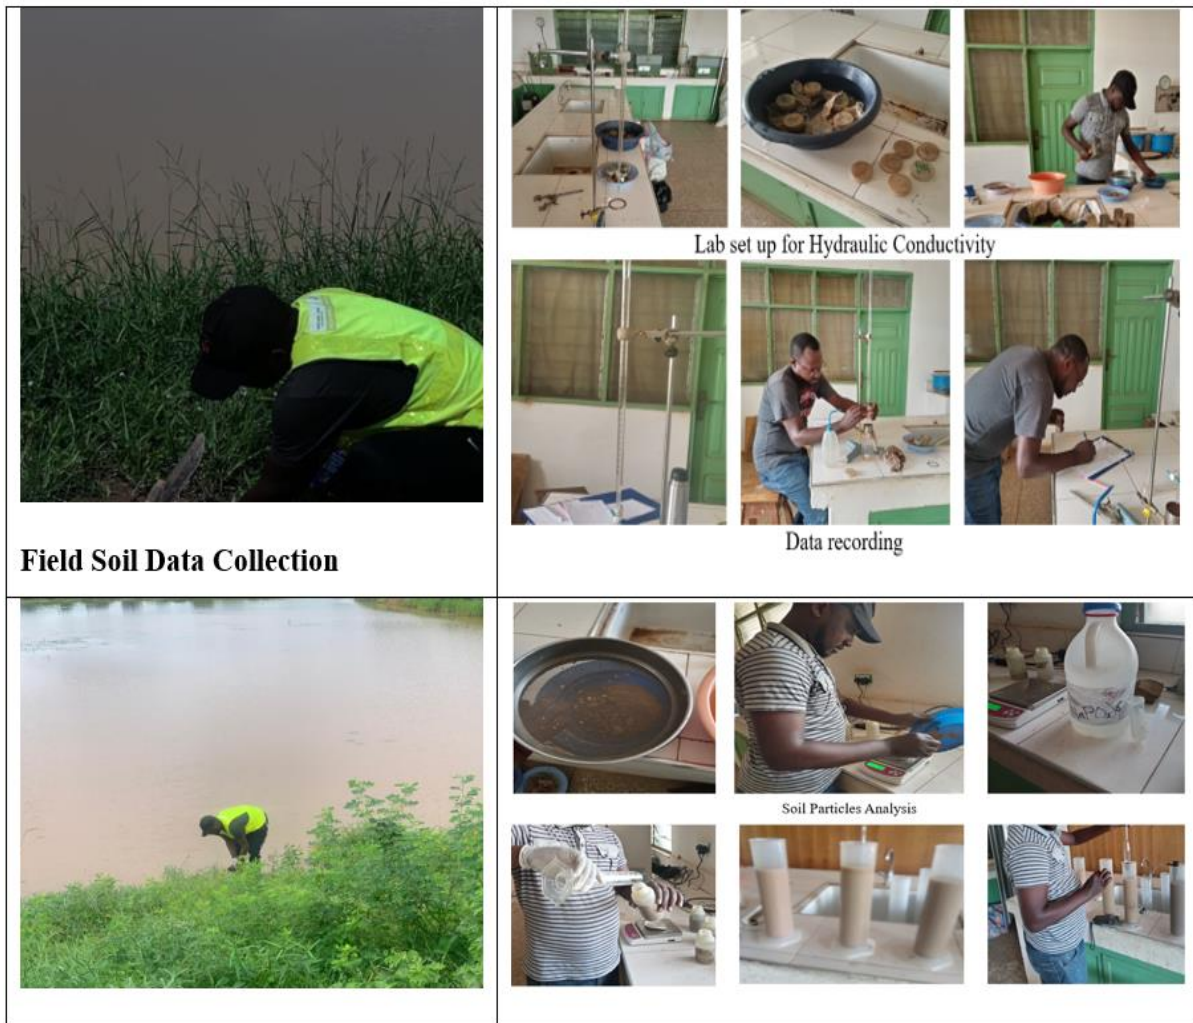 Lab set up for Hydraulic Conductivity
Data recording
Field Soil Data Collection
Soil Particles Analysis